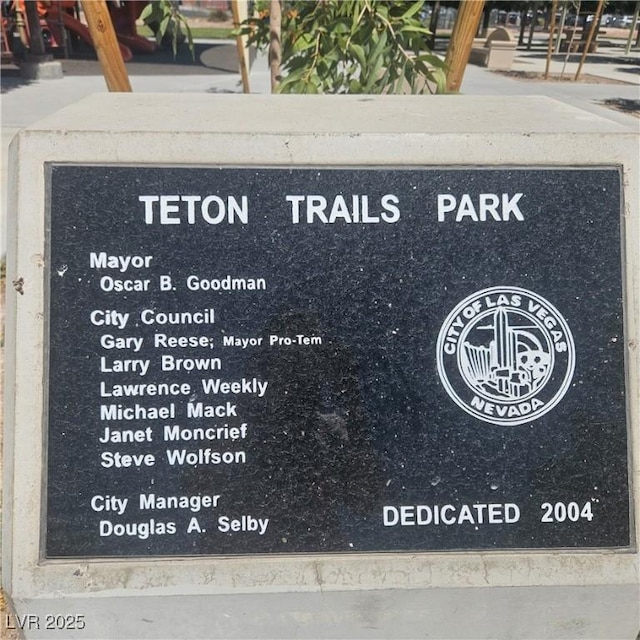 TETON TRAILS PARK
Mayor
Oscar B. Goodman
City Council
Gary Reese; Mayor Pro-Tem
Larry Brown
Lawrence Weekly
Michael Mack
Janet Moncrief
Steve Wolfson
City Manager
Douglas A. Selby
CITY OF LAS VEGAS
NEVADA
DEDICATED 2004
LVR 2025